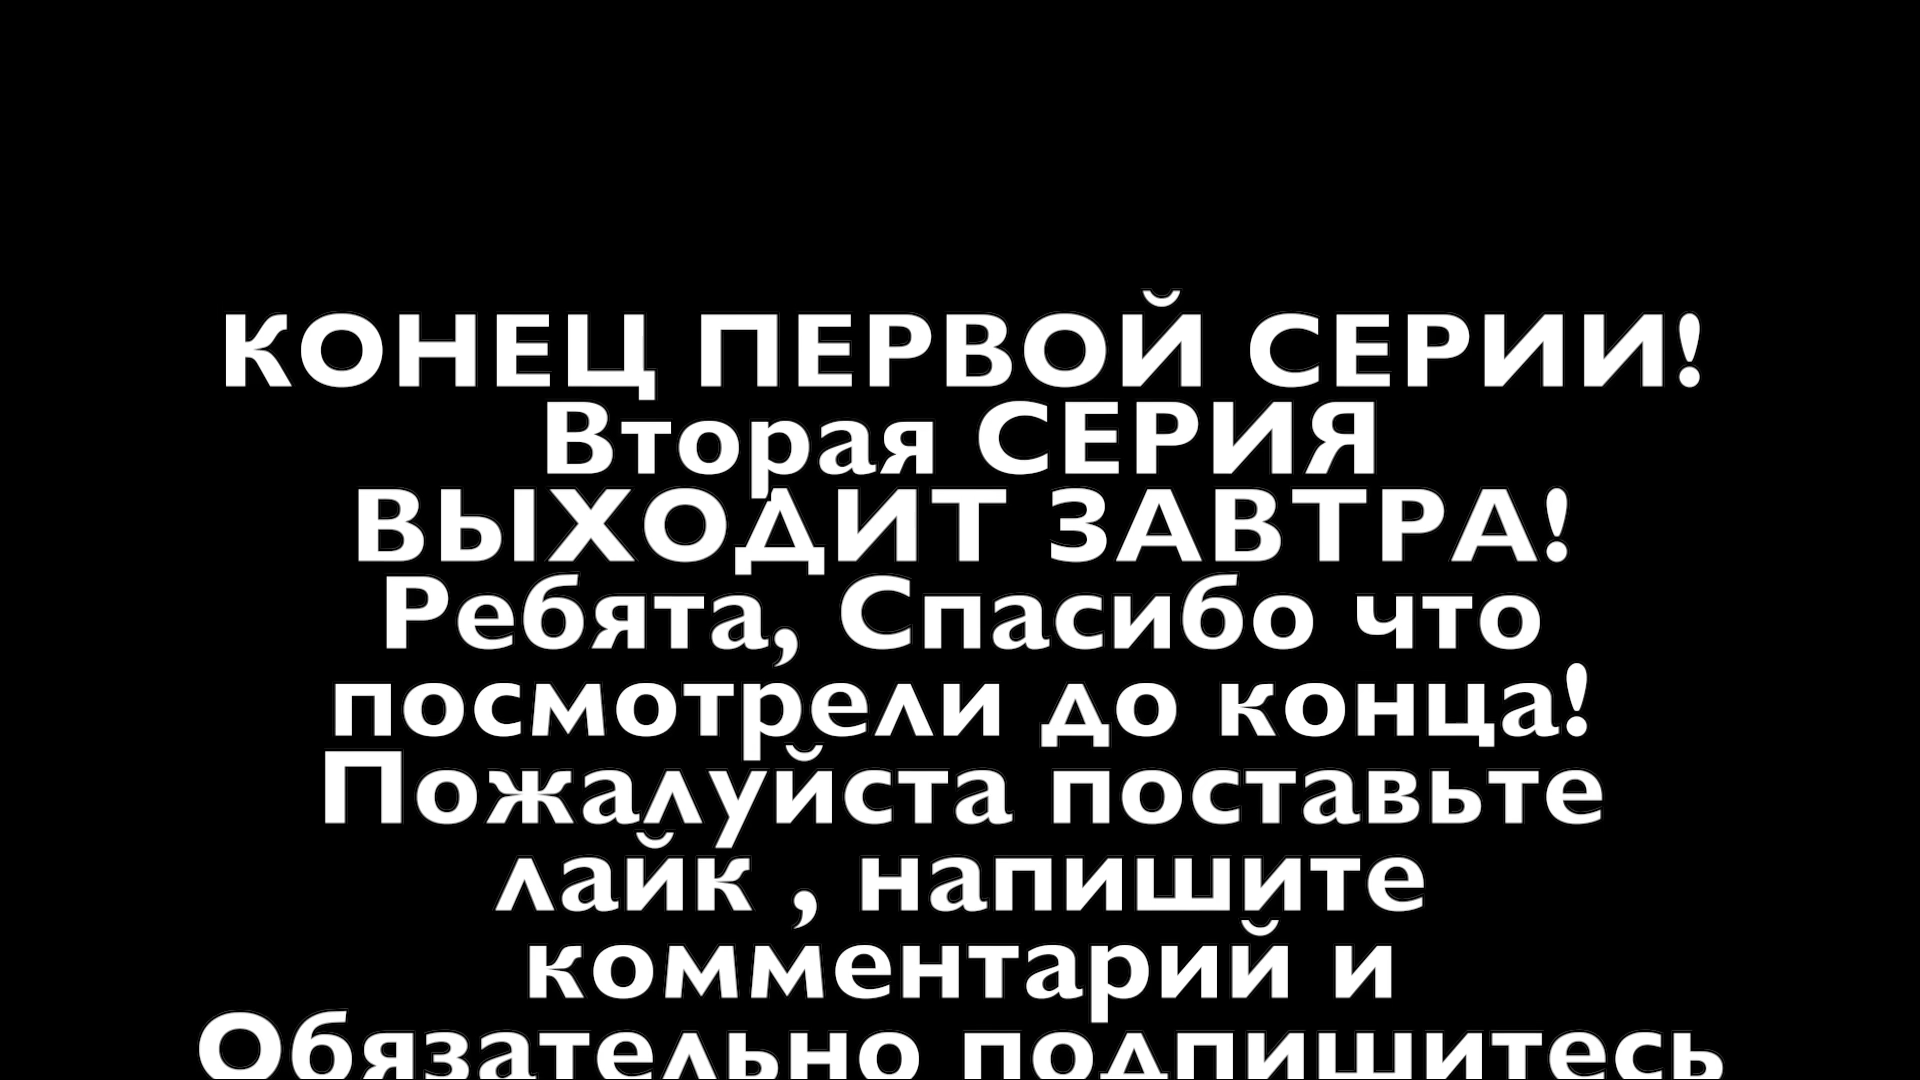 КОНЕЦ ПЕРВОЙ СЕРИИ!
Вторая СЕРИЯ
ВЫХОДИТ ЗАВТРА!
Ребята, Спасибо что
посмотрели до конца!
Пожалуйста поставьте
лайк , напишите
комментарий и
Обязательно подпишитесь